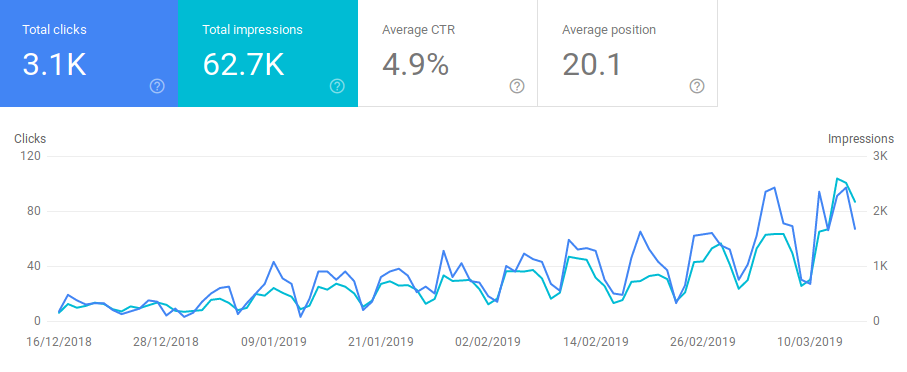 Total clicks
3.1K
Total impressions
62.7K
Average CTR
4.9%
Average position
20.1
Clicks
Impressions
120
3K
80
2K
40
1K
0
0
16/12/2018 28/12/2018 09/01/2019 21/01/2019 02/02/2019 14/02/2019 26/02/2019 10/03/2019